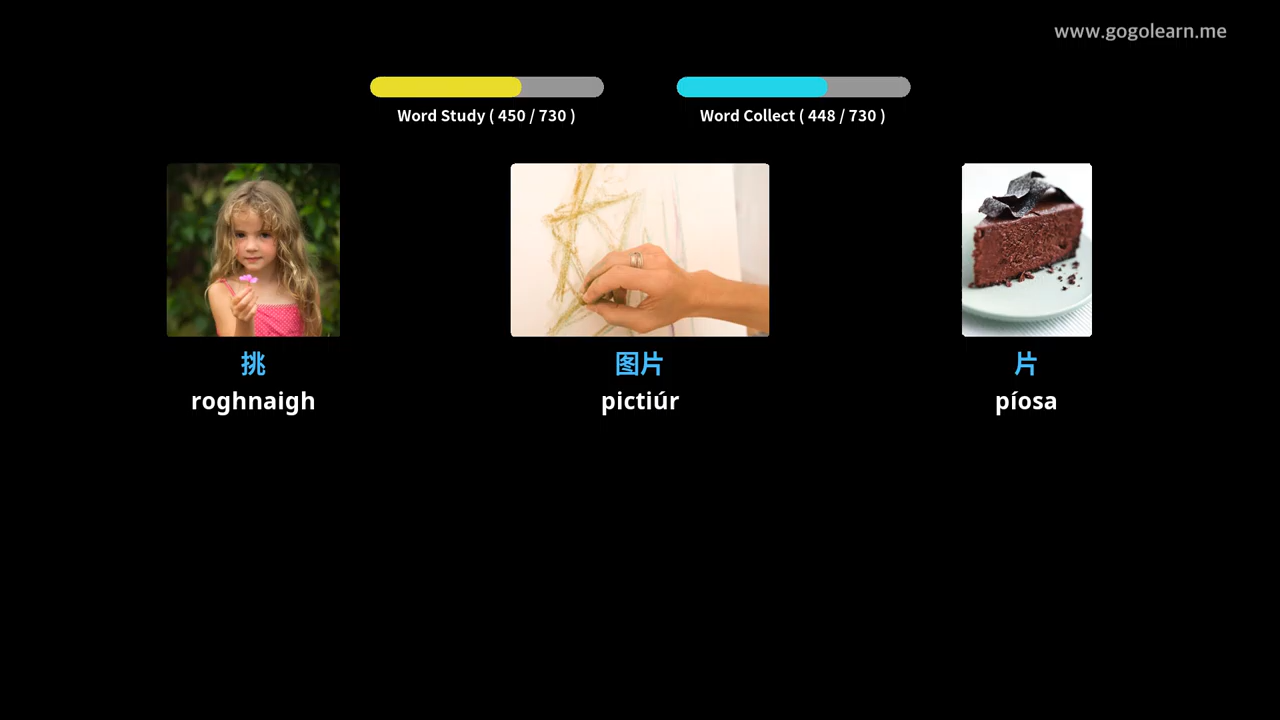 www.gogolearn.me
Word Study ( 450 / 730 )
Word Collect ( 448 / 730 )
挑
roghnaigh
图片
pictiúr
片
píosa